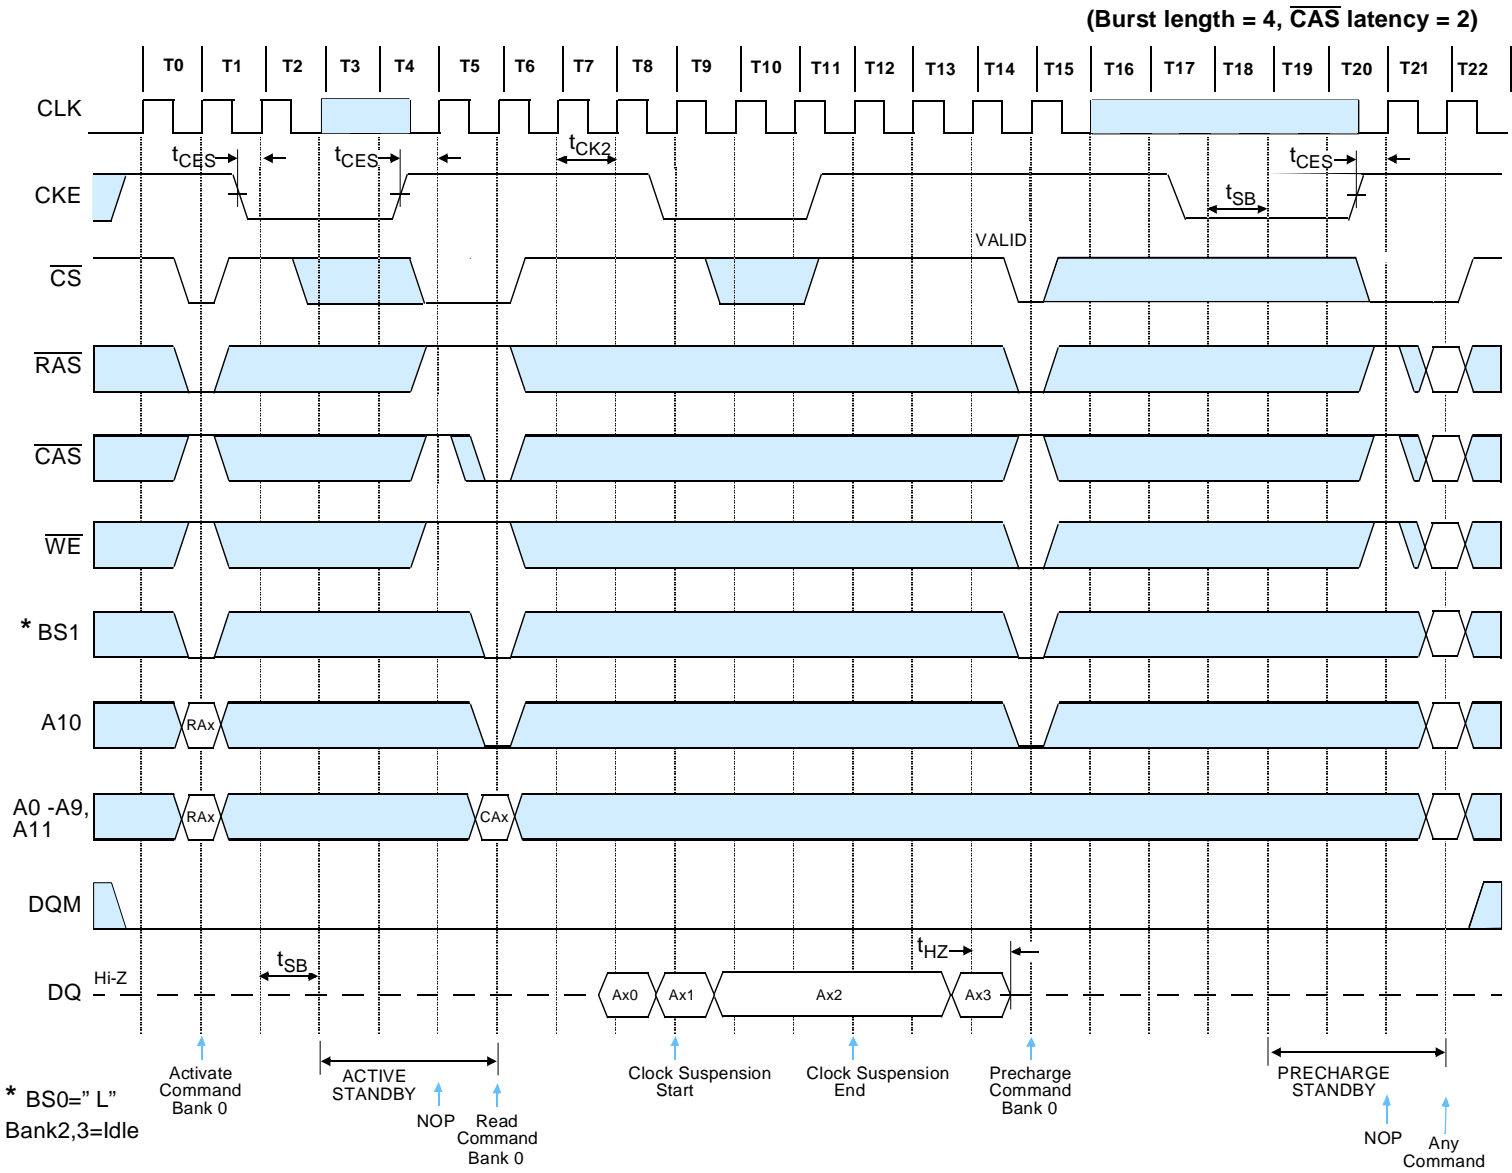 (Burst length = 4, CAS latency = 2)
T0 T1 T2 T3 T4 T5 T6 T7 T8 T9 T10 T11 T12 T13 T14 T15 T16 T17 T18 T19 T20 T21 T22
CLK
tCES tCES tCK2 tCES
CKE
tSB
VALID
CS
RAS
CAS
WE
* BS1
A10
RAx
A0 -A9,
A11
RAx CAx
DQM
tHZ
tSB
Hi-Z
DQ
Ax0 Ax1 Ax2 Ax3
Activate
Command
Bank 0
ACTIVE
STANDBY
NOP
Read
Command
Bank 0
Clock Suspension
Start
Clock Suspension
End
Precharge
Command
Bank 0
PRECHARGE
STANDBY
NOP
Any
Command
* BS0=” L”
Bank2,3=Idle